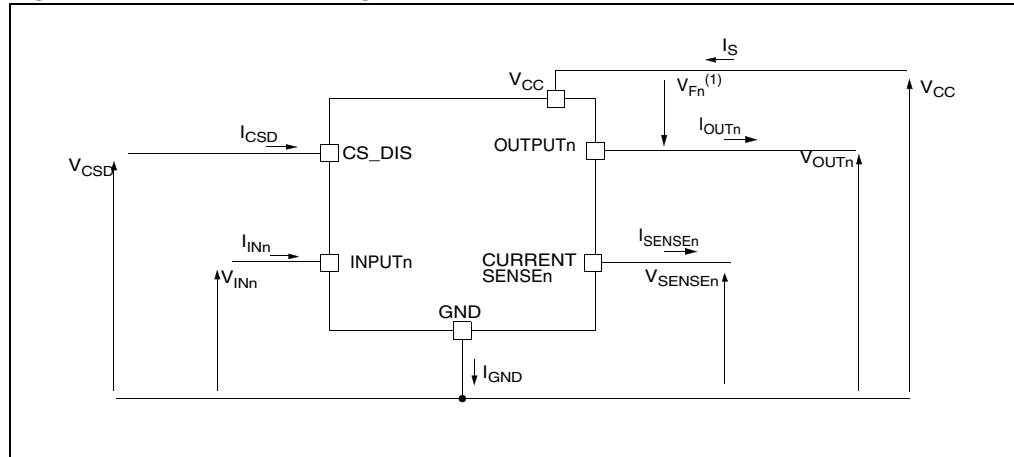 I_S
V_CC
V_Fn^(1)
V_CC
I_CSD
I_OUTn
CS_DIS
OUTPUTn
V_CSD
V_OUTn
I_INn
I_SENSEn
INPUTn
CURRENT
SENSEn
V_INn
V_SENSEn
GND
I_GND